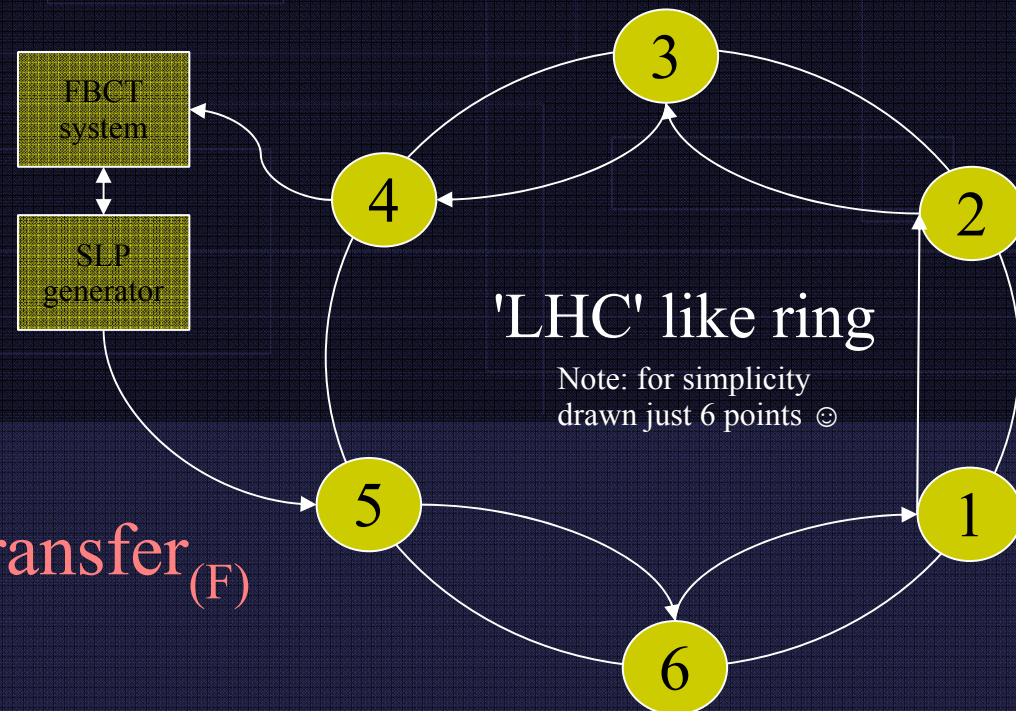 FBCT
system
SLP
generator
3
4
2
'LHC' like ring
Note: for simplicity
drawn just 6 points ☺
5
1
ransfer(F)
6